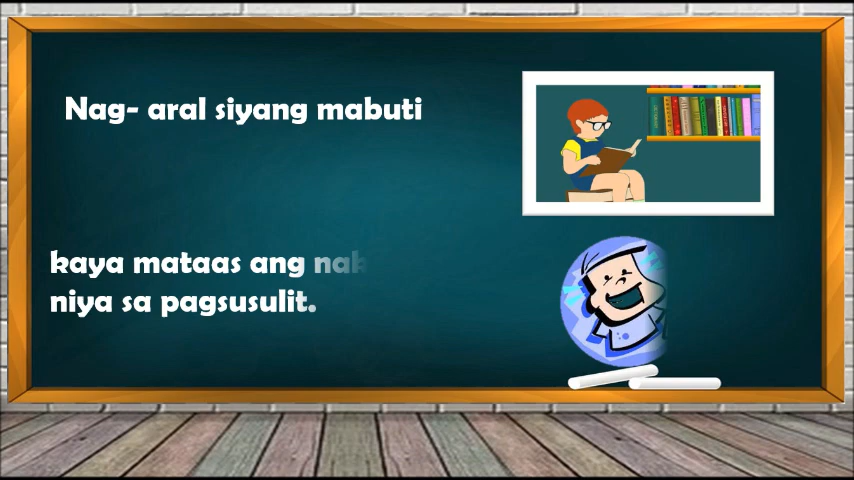 Nag- aral siyang mabuti
kaya mataas ang
niya sa pagsusulit.